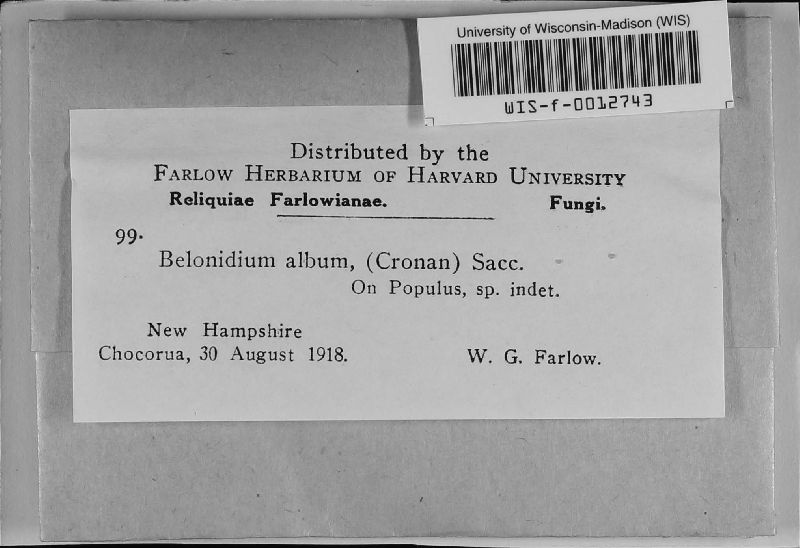 University of Wisconsin-Madison (WIS)
WIS-f-0012743
Distributed by the
FARLOW HERBARIUM OF HARVARD UNIVERSITY
Reliquiae Farlowianae. Fungi.
99.
Belonidium album, (Cronan) Sacc.
On Populus, sp. indet.
New Hampshire
Chocorua, 30 August 1918. W. G. Farlow.